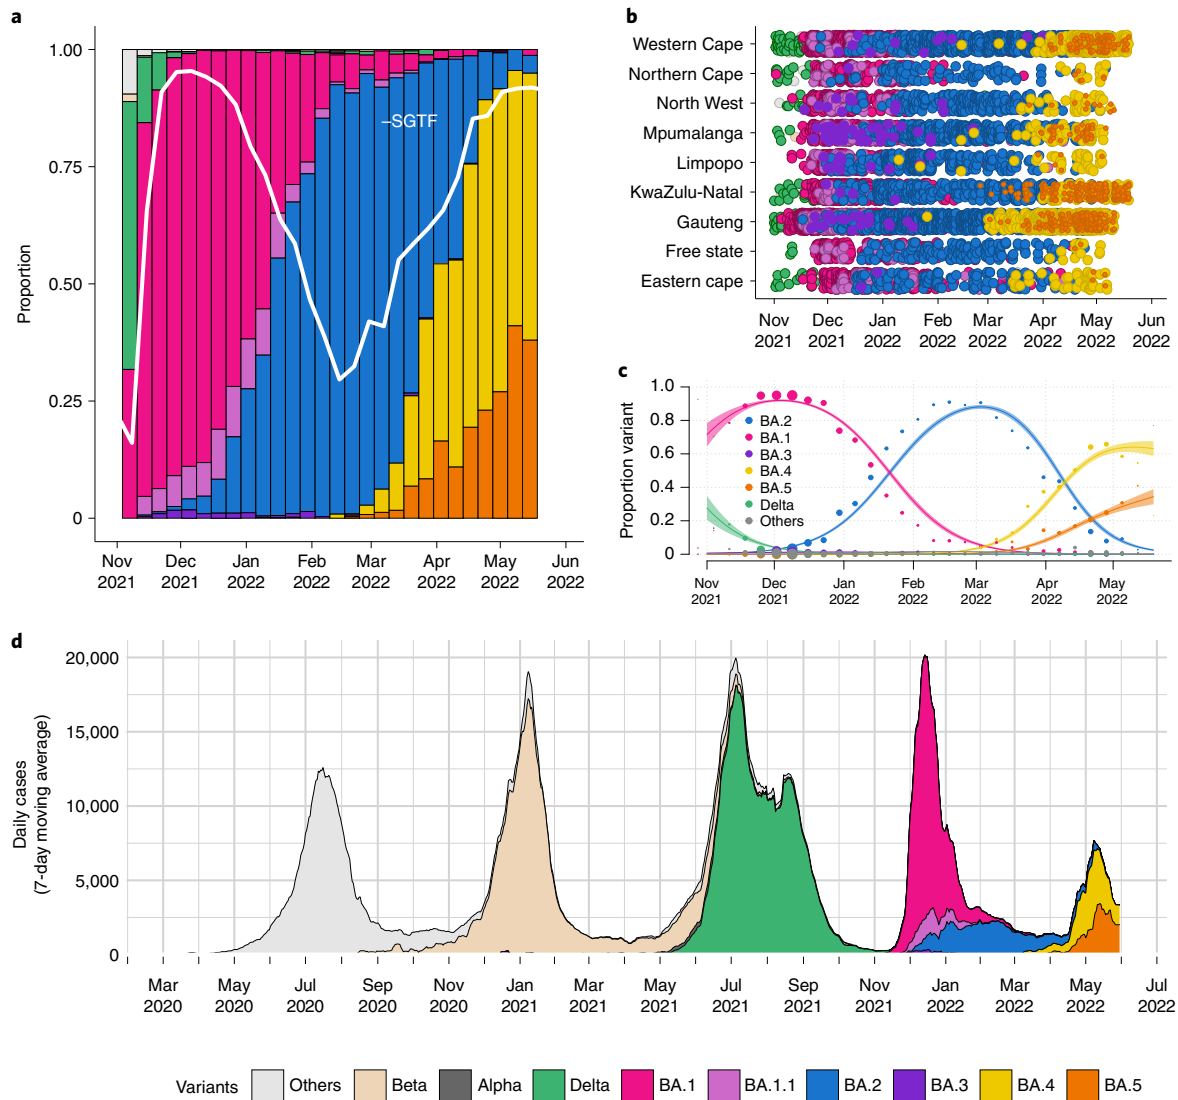 a
1.00
0.75
0.50
0.25
0
Proportion
–SGTF
Nov 2021
Dec 2021
Jan 2022
Feb 2022
Mar 2022
Apr 2022
May 2022
Jun 2022
b
Western Cape
Northern Cape
North West
Mpumalanga
Limpopo
KwaZulu-Natal
Gauteng
Free state
Eastern cape
Nov 2021
Dec 2021
Jan 2022
Feb 2022
Mar 2022
Apr 2022
May 2022
Jun 2022
c
1.0
0.8
0.6
0.4
0.2
0
Proportion variant
BA.2
BA.1
BA.3
BA.4
BA.5
Delta
Others
Nov 2021
Dec 2021
Jan 2022
Feb 2022
Mar 2022
Apr 2022
May 2022
d
20,000
15,000
10,000
5,000
0
Daily cases
(7-day moving average)
Mar 2020
May 2020
Jul 2020
Sep 2020
Nov 2020
Jan 2021
Mar 2021
May 2021
Jul 2021
Sep 2021
Nov 2021
Jan 2022
Mar 2022
May 2022
Jul 2022
Variants Others Beta Alpha Delta BA.1 BA.1.1 BA.2 BA.3 BA.4 BA.5